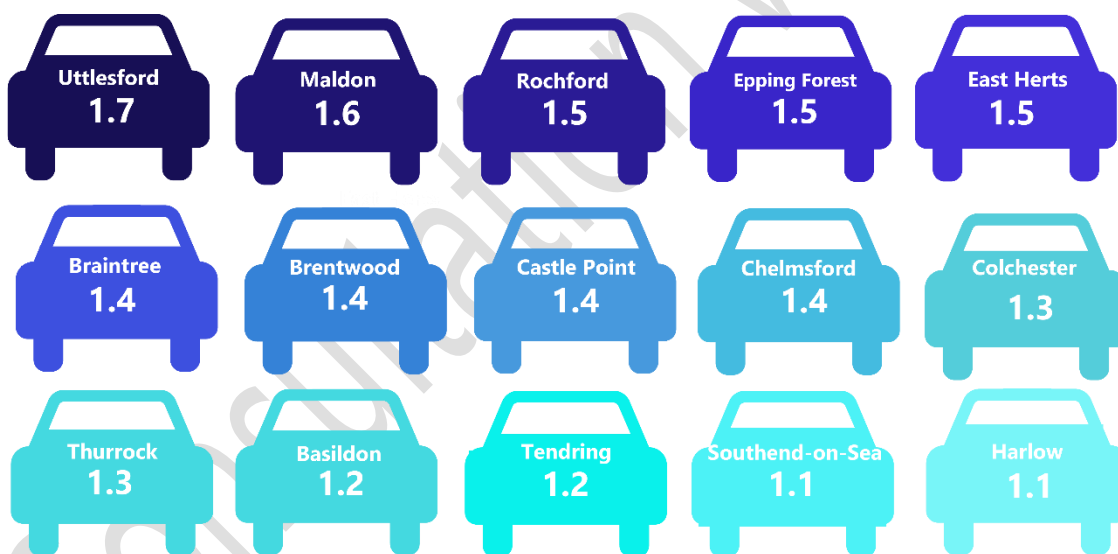 Uttlesford
1.7
Maldon
1.6
Rochford
1.5
Epping Forest
1.5
East Herts
1.5
Braintree
1.4
Brentwood
1.4
Castle Point
1.4
Chelmsford
1.4
Colchester
1.3
Thurrock
1.3
Basildon
1.2
Tendring
1.2
Southend-on-Sea
1.1
Harlow
1.1